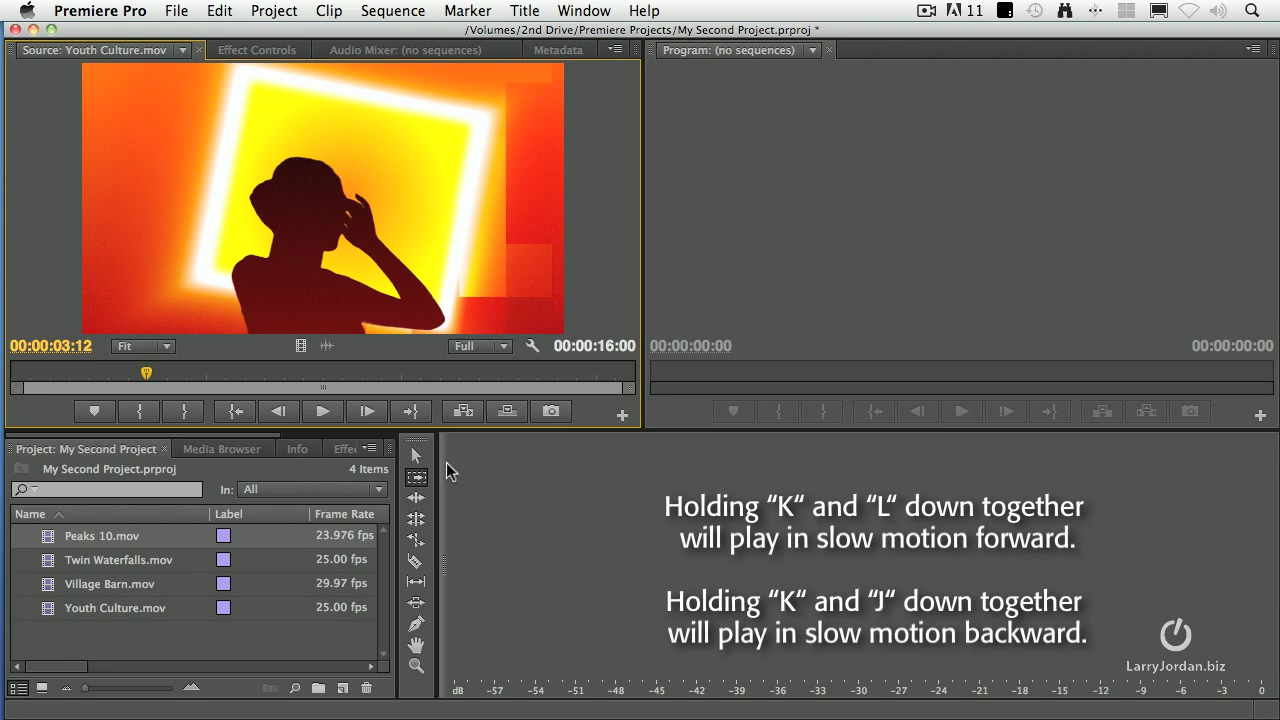 Premiere Pro File Edit Project Clip Sequence Marker Title Window Help 11
/Volumes/2nd Drive/Premiere Projects/My Second Project.prproj *
Source: Youth Culture.mov Effect Controls Audio Mixer: (no sequences) Metadata
Program: (no sequences)
00:00:03:12 Fit Full 00:00:16:00
00:00:00:00 00:00:00:00
Project: My Second Project Media Browser Info Effe
My Second Project.prproj 4 Items
In: All
Name Label Frame Rate
Peaks 10.mov 23.976 fps
Twin Waterfalls.mov 25.00 fps
Village Barn.mov 29.97 fps
Youth Culture.mov 25.00 fps
Holding “K“ and “L“ down together
will play in slow motion forward.
Holding “K“ and “J“ down together
will play in slow motion backward.
LarryJordan.biz
dB -57 -54 -51 -48 -45 -42 -39 -36 -33 -30 -27 -24 -21 -18 -15 -12 -9 -6 -3 0